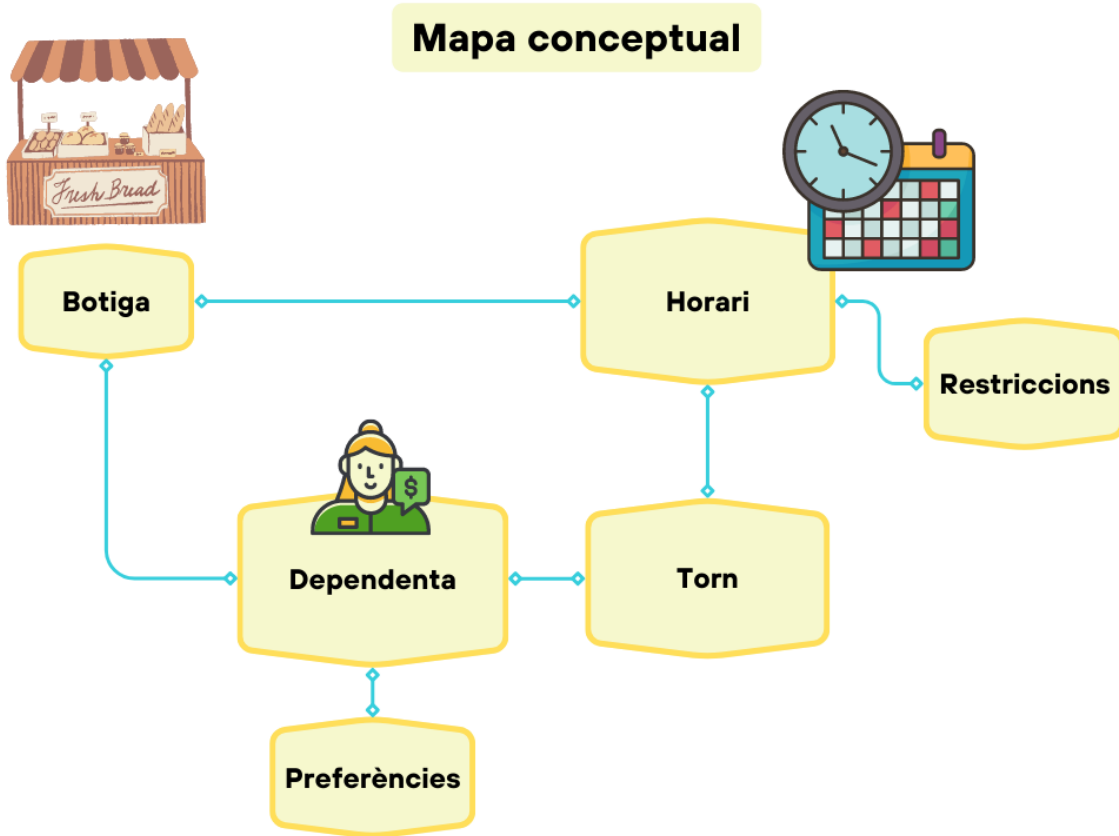 Mapa conceptual
Fresh Bread
Botiga
Horari
Restriccions
$
Dependenta
Torn
Preferències